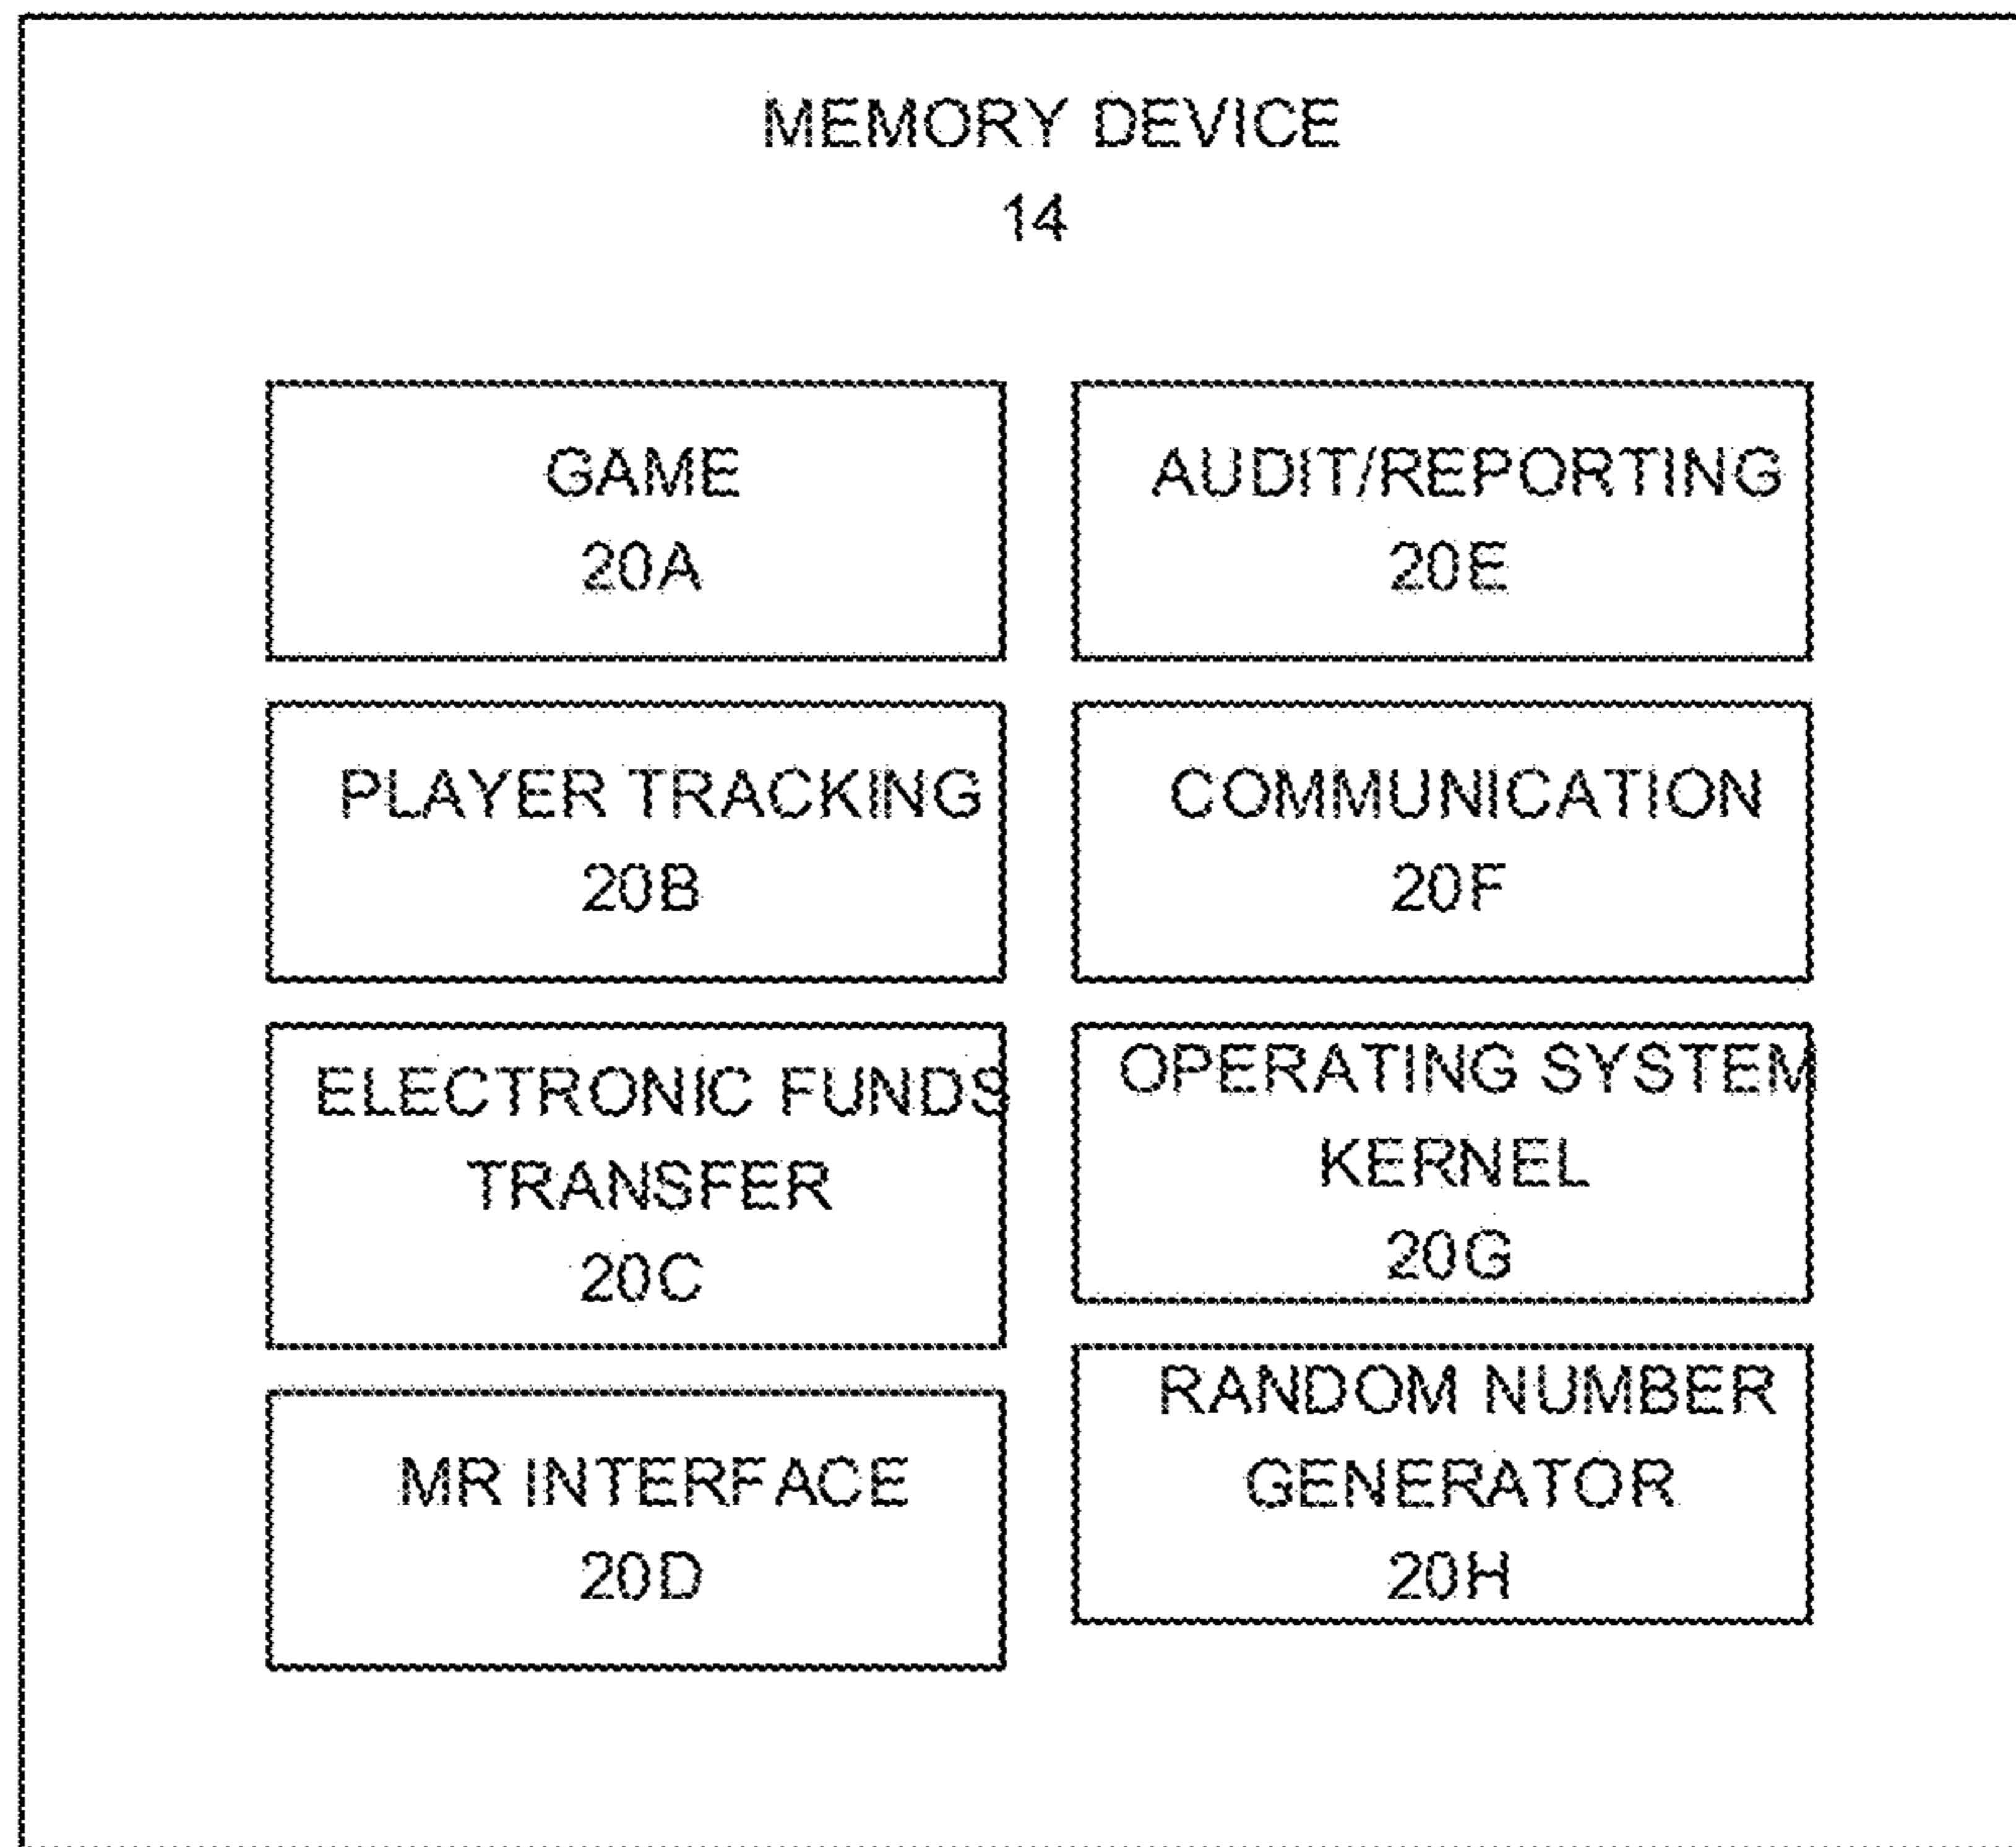 MEMORY DEVICE
14
GAME
20A
PLAYER TRACKING
20B
ELECTRONIC FUNDS
TRANSFER
20C
MR INTERFACE
20D
AUDIT/REPORTING
20E
COMMUNICATION
20F
OPERATING SYSTEM
KERNEL
20G
RANDOM NUMBER
GENERATOR
20H